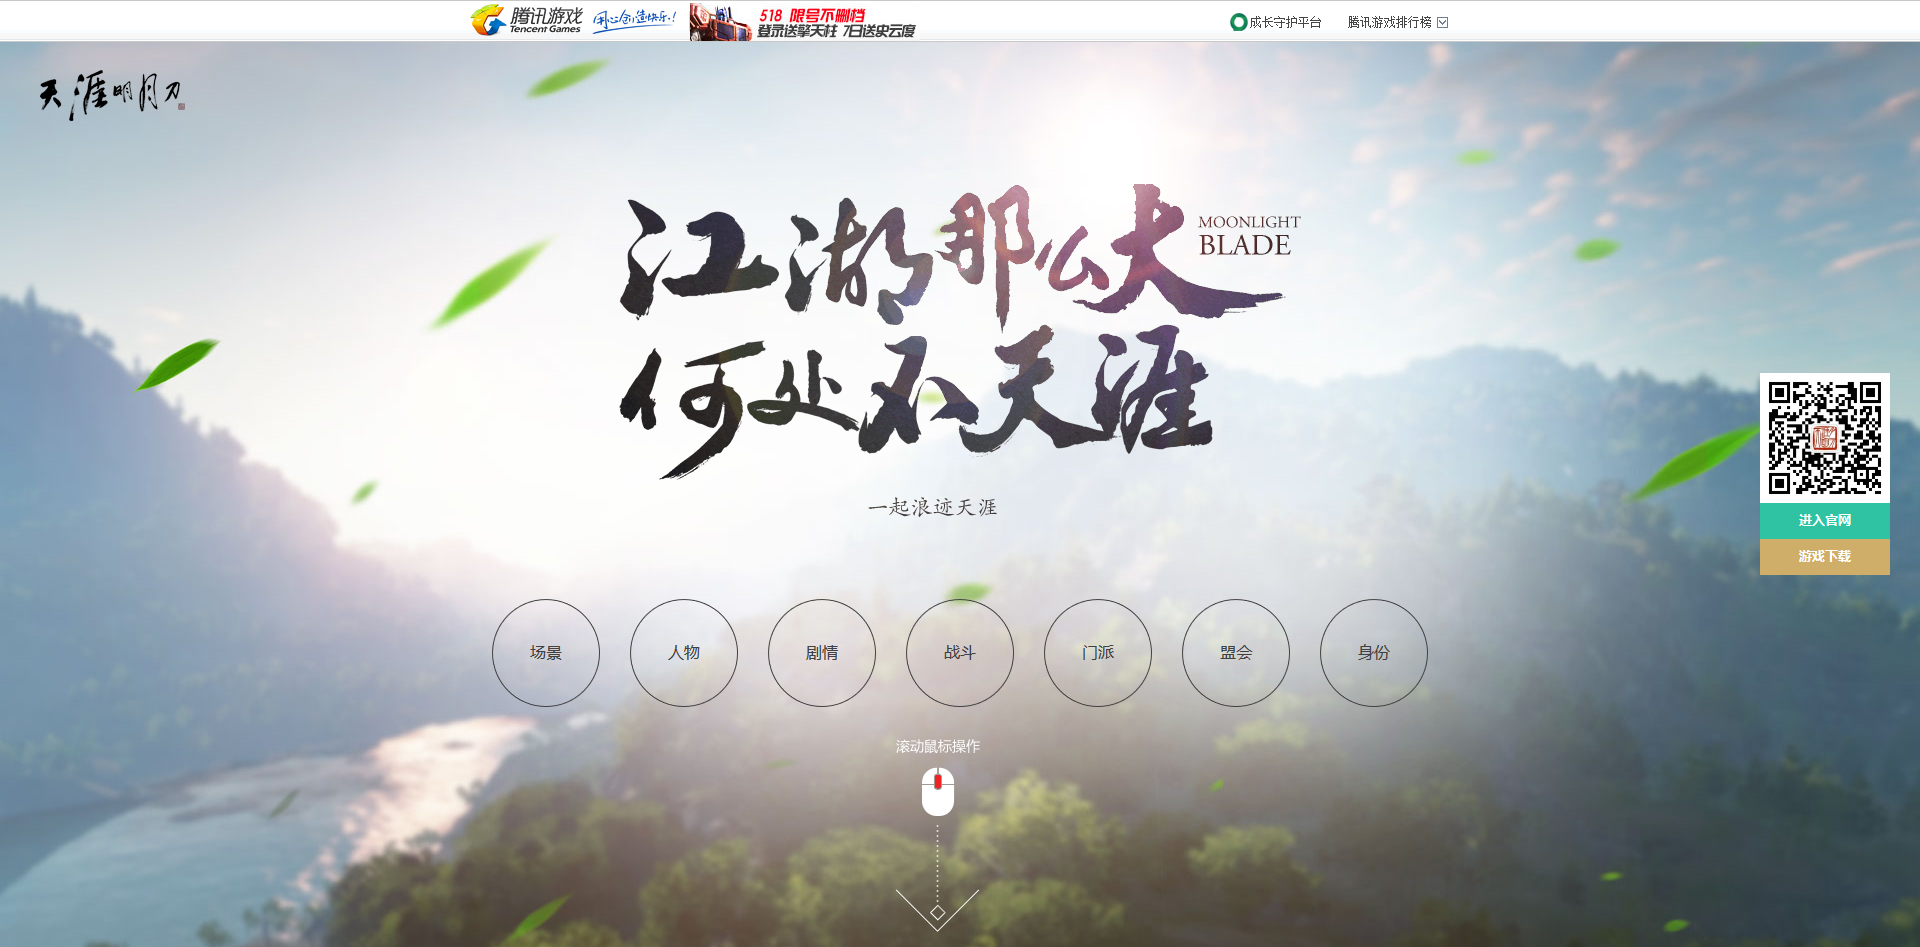 腾讯游戏
Tencent Games
用心创造快乐!
518 限号不删档
登录送擎天柱 7日送史云度
成长守护平台
腾讯游戏排行榜
天涯明月刀
江湖那么大
MOONLIGHT
BLADE
何处不天涯
一起浪迹天涯
进入官网
游戏下载
场景
人物
剧情
战斗
门派
盟会
身份
滚动鼠标操作